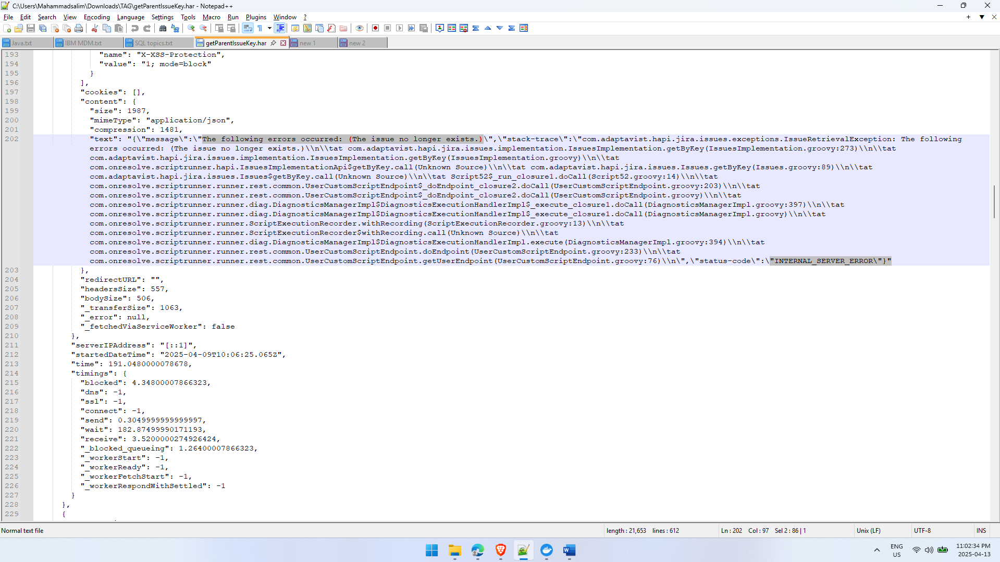 C:\Users\Mahammadsalim\Downloads\TAG\getParentIssueKey.har - Notepad++
File Edit Search View Encoding Language Settings Tools Macro Run Plugins Window ?
Java.txt IBM MDM.txt SQL topics.txt getParentIssueKey.har new 1 new 2
193 "name": "X-XSS-Protection",
194 "value": "1; mode=block"
195 }
196 ],
197 "cookies": [],
198 "content": {
199 "size": 1987,
200 "mimeType": "application/json",
201 "compression": 1481,
202 "text": "{\"message\":\"The following errors occurred: (The issue no longer exists.)\",\"stack-trace\":\"com.adaptavist.hapi.jira.issues.exceptions.IssueRetrievalException: The following
errors occurred: (The issue no longer exists.)\\n\\tat com.adaptavist.hapi.jira.issues.implementation.IssuesImplementation.getByKey(IssuesImplementation.groovy:273)\\n\\tat
com.adaptavist.hapi.jira.issues.implementation.IssuesImplementation.getByKey(IssuesImplementation.groovy)\\n\\tat
com.onresolve.scriptrunner.hapi.IssuesImplementationApi$getByKey.call(Unknown Source)\\n\\tat com.adaptavist.hapi.jira.issues.Issues.getByKey(Issues.groovy:89)\\n\\tat
com.adaptavist.hapi.jira.issues.Issues$getByKey.call(Unknown Source)\\n\\tat Script52$_run_closure1.doCall(Script52.groovy:14)\\n\\tat
com.onresolve.scriptrunner.runner.rest.common.UserCustomScriptEndpoint$_doEndpoint_closure2.doCall(UserCustomScriptEndpoint.groovy:203)\\n\\tat
com.onresolve.scriptrunner.runner.rest.common.UserCustomScriptEndpoint$_doEndpoint_closure2.doCall(UserCustomScriptEndpoint.groovy)\\n\\tat
com.onresolve.scriptrunner.runner.diag.DiagnosticsManagerImpl$DiagnosticsExecutionHandlerImpl$_execute_closure1.doCall(DiagnosticsManagerImpl.groovy:397)\\n\\tat
com.onresolve.scriptrunner.runner.diag.DiagnosticsManagerImpl$DiagnosticsExecutionHandlerImpl$_execute_closure1.doCall(DiagnosticsManagerImpl.groovy)\\n\\tat
com.onresolve.scriptrunner.runner.ScriptExecutionRecorder.withRecording(ScriptExecutionRecorder.groovy:13)\\n\\tat
com.onresolve.scriptrunner.runner.ScriptExecutionRecorder$withRecording.call(Unknown Source)\\n\\tat
com.onresolve.scriptrunner.runner.diag.DiagnosticsManagerImpl$DiagnosticsExecutionHandlerImpl.execute(DiagnosticsManagerImpl.groovy:394)\\n\\tat
com.onresolve.scriptrunner.runner.rest.common.UserCustomScriptEndpoint.doEndpoint(UserCustomScriptEndpoint.groovy:233)\\n\\tat
com.onresolve.scriptrunner.runner.rest.common.UserCustomScriptEndpoint.getUserEndpoint(UserCustomScriptEndpoint.groovy:76)\\n\",\"status-code\":\"INTERNAL_SERVER_ERROR\"}"
203 },
204 "redirectURL": "",
205 "headersSize": 557,
206 "bodySize": 506,
207 "_transferSize": 1063,
208 "_error": null,
209 "_fetchedViaServiceWorker": false
210 },
211 "serverIPAddress": "[::1]",
212 "startedDateTime": "2025-04-09T10:06:25.065Z",
213 "time": 191.0480000078678,
214 "timings": {
215 "blocked": 4.34800007866323,
216 "dns": -1,
217 "ssl": -1,
218 "connect": -1,
219 "send": 0.3049999999999997,
220 "wait": 182.87499990171193,
221 "receive": 3.5200000274926424,
222 "_blocked_queueing": 1.26400007866323,
223 "_workerStart": -1,
224 "_workerReady": -1,
225 "_workerFetchStart": -1,
226 "_workerRespondWithSettled": -1
227 }
228 },
229 {
Normal text file length : 21,653 lines : 612 Ln : 202 Col : 97 Sel 2 : 86 | 1 Unix (LF) UTF-8 INS
ENG
US
11:02:34 PM
2025-04-13